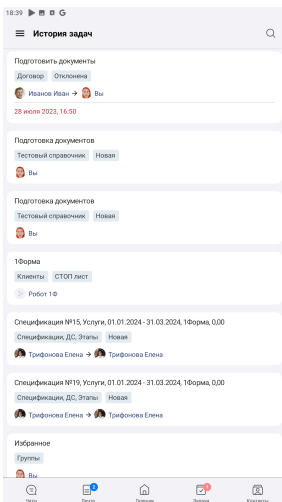 18:39
История задач
Подготовить документы
Договор Отклонена
Иванов Иван → Вы
28 июля 2023, 16:50
Подготовка документов
Тестовый справочник Новая
Вы
Подготовка документов
Тестовый справочник Новая
Вы
1Форма
Клиенты СТОП лист
Робот 1Ф
Спецификация №15, Услуги, 01.01.2024 - 31.03.2024, 1Форма, 0,00
Спецификации, ДС, Этапы Новая
Трифонова Елена → Трифонова Елена
Спецификация №19, Услуги, 01.01.2024 - 31.03.2024, 1Форма, 0,00
Спецификации, ДС, Этапы Новая
Трифонова Елена → Трифонова Елена
Избранное
Группы
Вы
Чаты Лента Главная Задачи Контакты